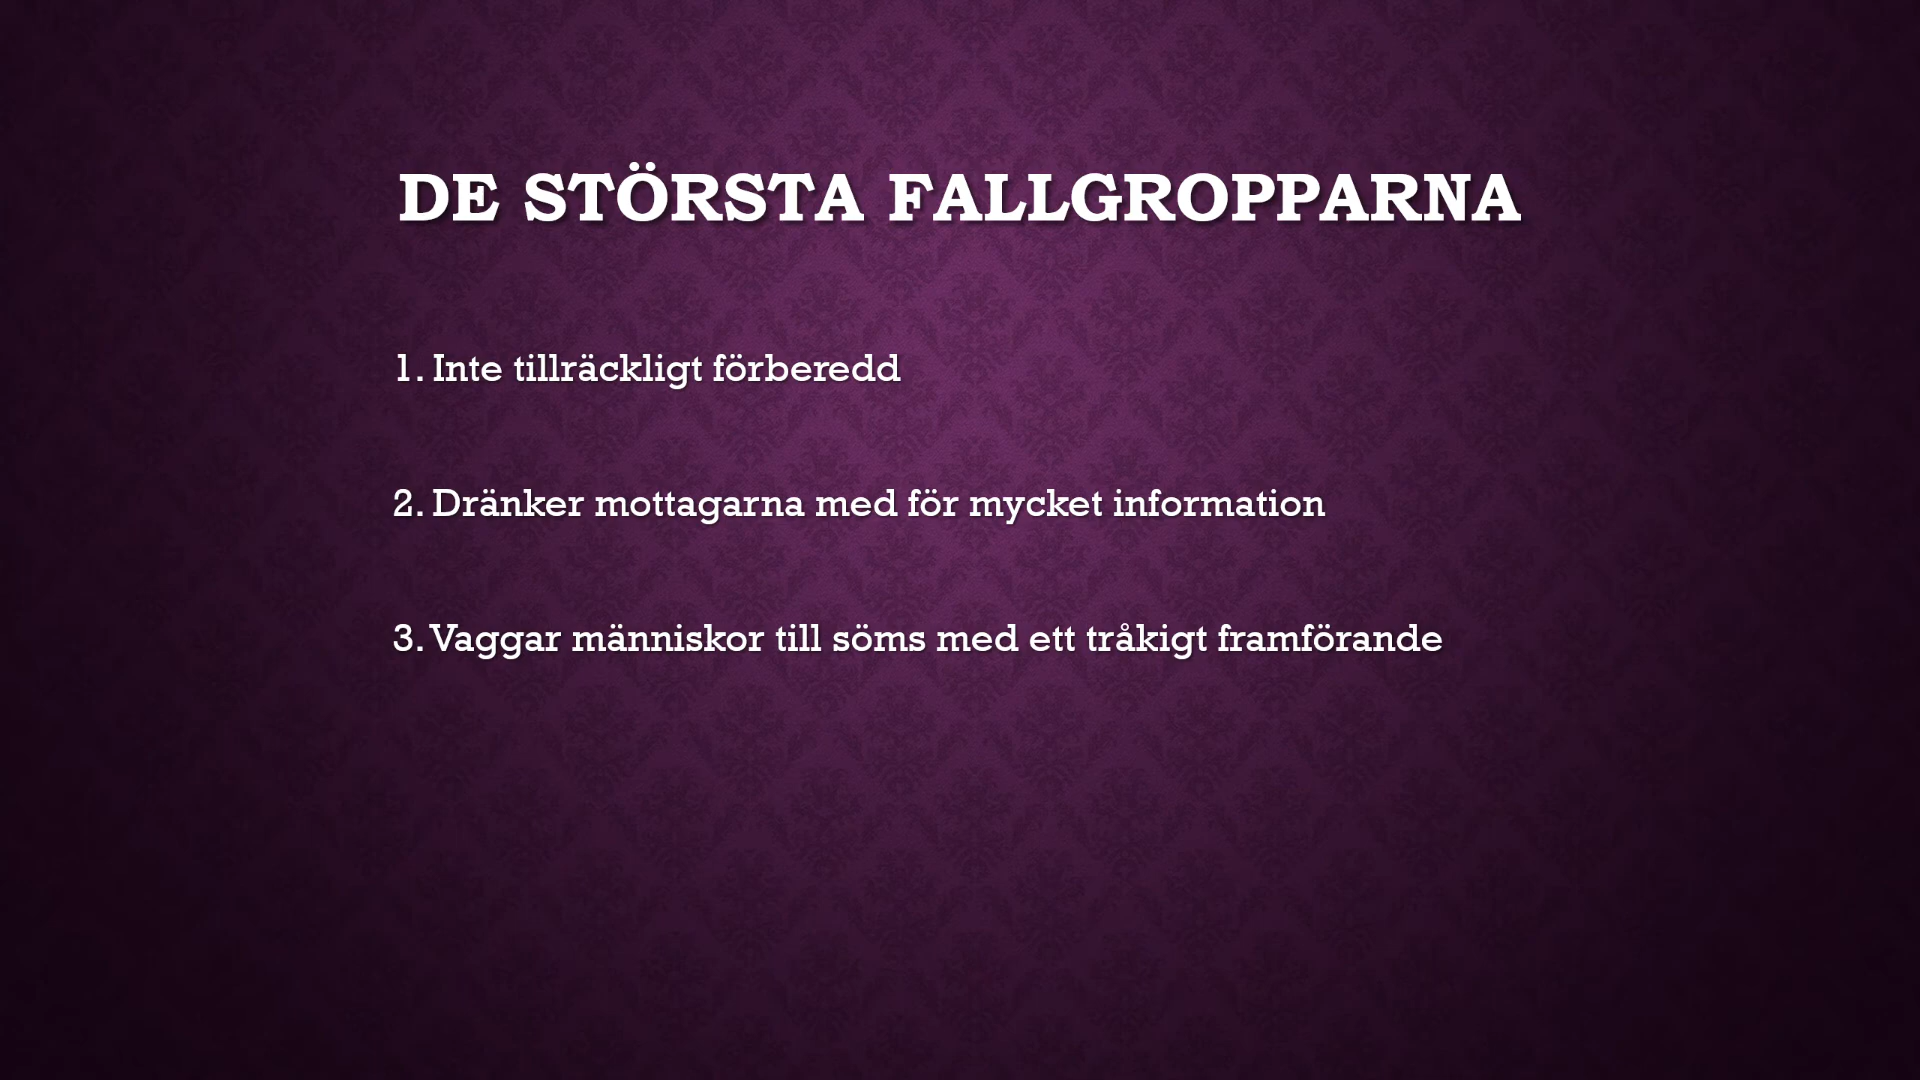 DE STÖRSTA FALLGROPPARNA
1. Inte tillräckligt förberedd
2. Dränker mottagarna med för mycket information
3. Vaggar människor till söms med ett tråkigt framförande